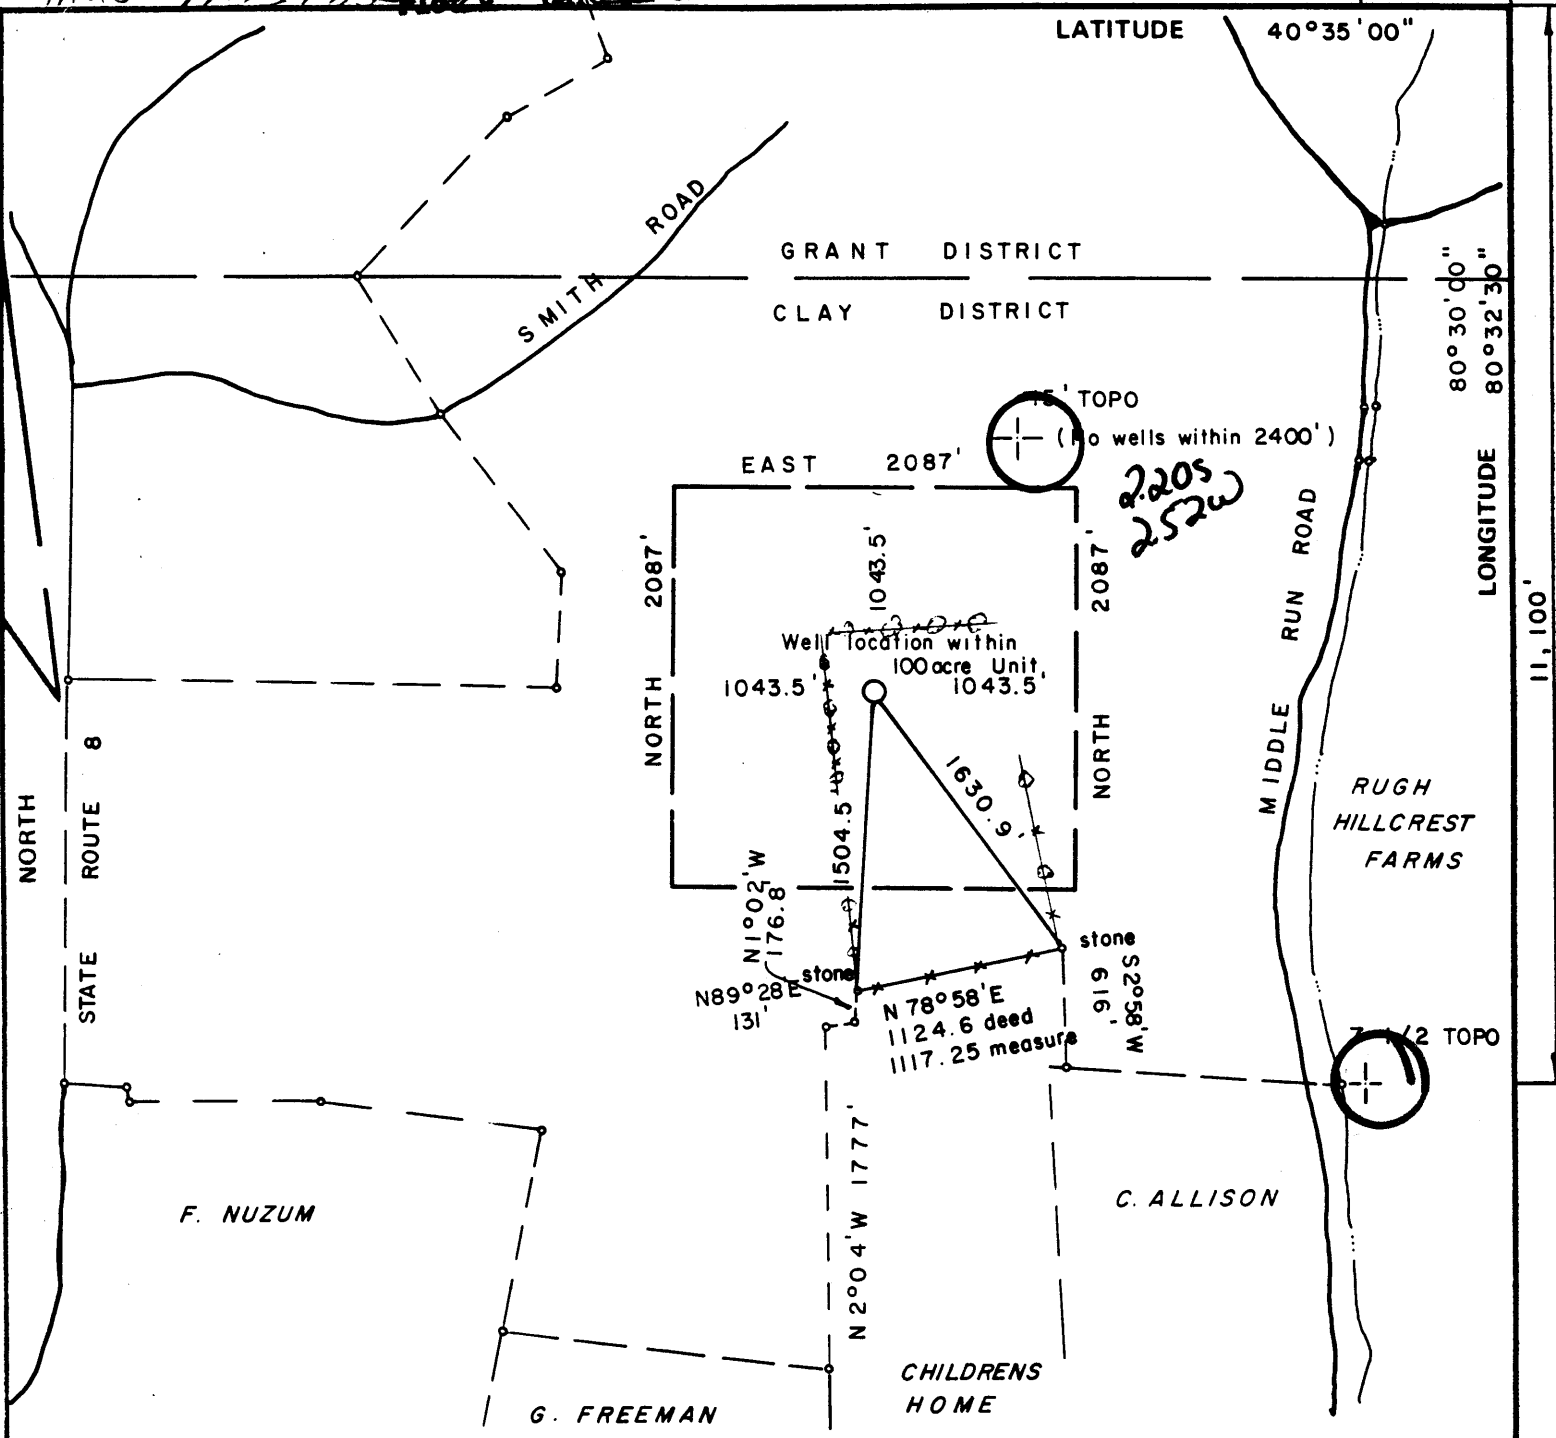 LATITUDE 40°35'00"
SMITH ROAD
GRANT DISTRICT
CLAY DISTRICT
80°30'00"
80°32'30"
LONGITUDE
15' TOPO
(No wells within 2400')
2.20S
2.52W
EAST 2087'
NORTH 2087'
NORTH 2087'
1043.5'
Well location within
100 acre Unit
1043.5'
1043.5'
1504.5
1630.9'
MIDDLE RUN ROAD
11,100'
RUGH
HILLCREST
FARMS
NORTH
STATE ROUTE 8
N1°02'W
176.8'
stone
stone
N89°28'E
131'
N 78°58'E
1124.6 deed
1117.25 measure
S2°58'W
616'
7 1/2 TOPO
N 2°04'W 1777'
F. NUZUM
C. ALLISON
CHILDRENS
HOME
G. FREEMAN